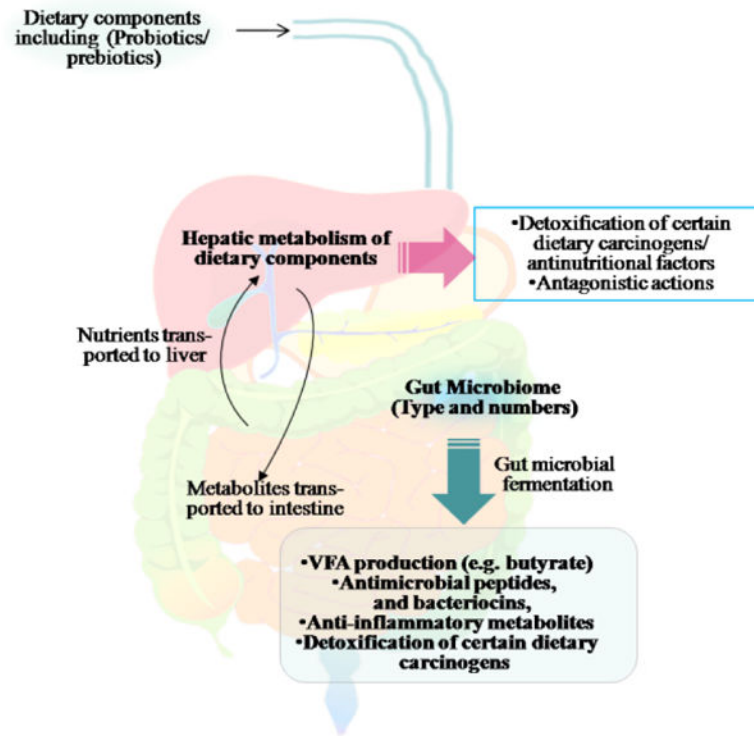 Dietary components
including (Probiotics/
prebiotics)
Hepatic metabolism of
dietary components
•Detoxification of certain
dietary carcinogens/
antinutritional factors
•Antagonistic actions
Nutrients trans-
ported to liver
Gut Microbiome
(Type and numbers)
Gut microbial
fermentation
Metabolites trans-
ported to intestine
•VFA production (e.g. butyrate)
•Antimicrobial peptides,
and bacteriocins,
•Anti-inflammatory metabolites
•Detoxification of certain dietary
carcinogens